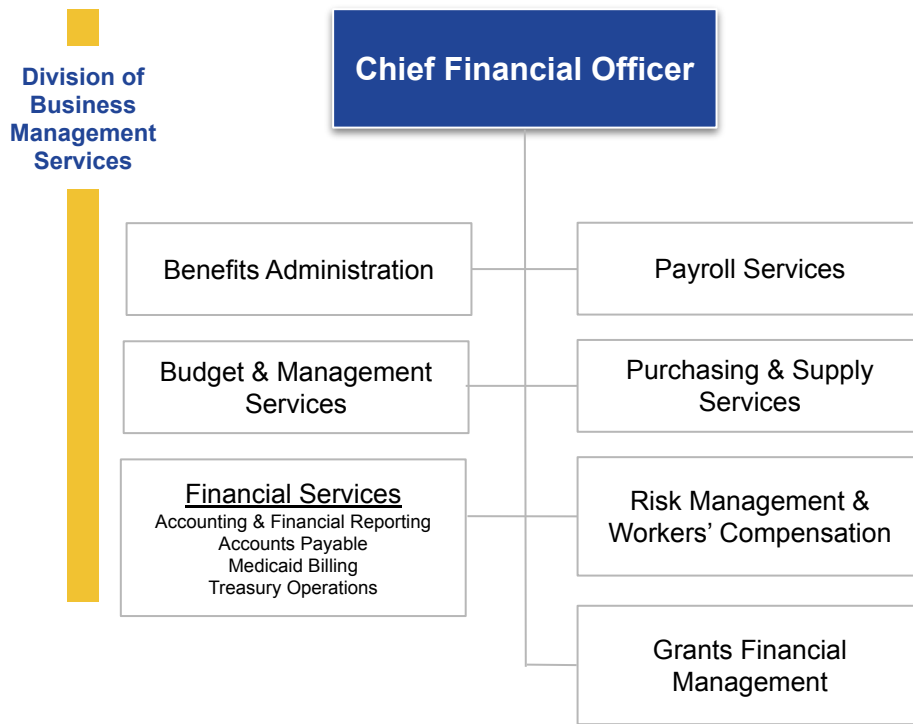 Division of
Business
Management
Services
Chief Financial Officer
Benefits Administration
Payroll Services
Budget & Management
Services
Purchasing & Supply
Services
Financial Services
Accounting & Financial Reporting
Accounts Payable
Medicaid Billing
Treasury Operations
Risk Management &
Workers’ Compensation
Grants Financial
Management